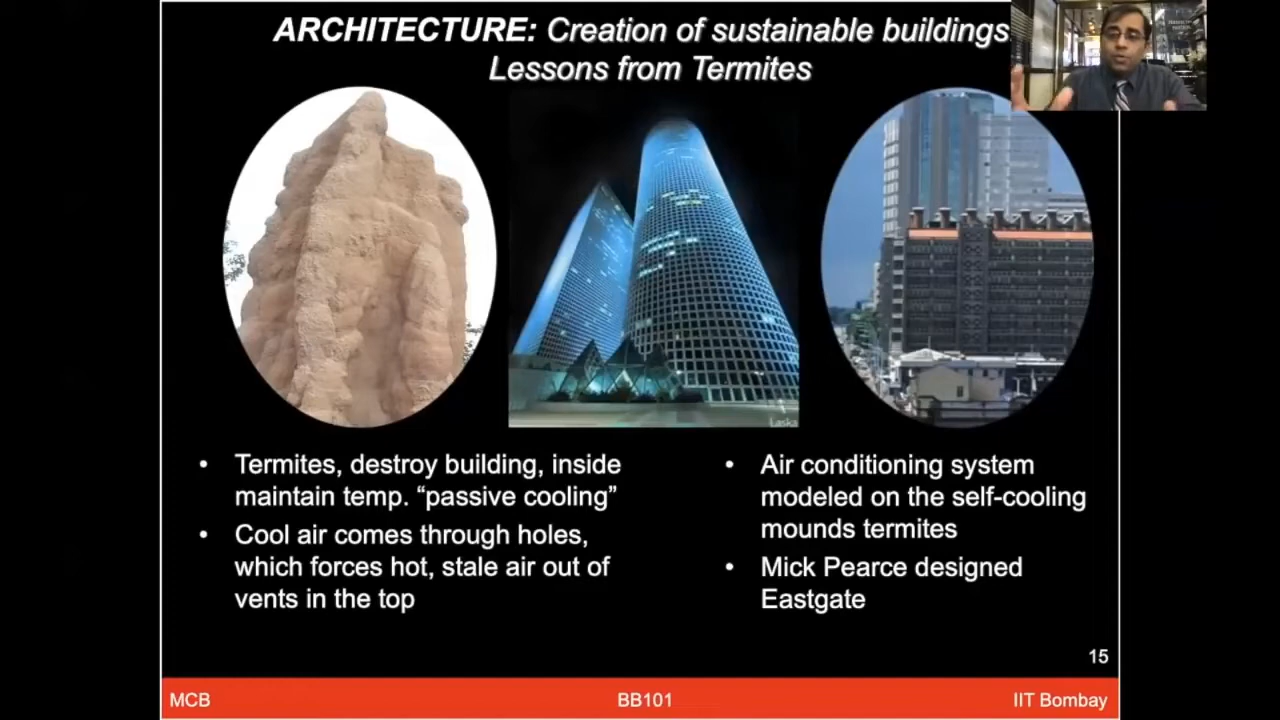 ARCHITECTURE: Creation of sustainable buildings
Lessons from Termites
Laska
• Termites, destroy building, inside
maintain temp. “passive cooling”
• Cool air comes through holes,
which forces hot, stale air out of
vents in the top
• Air conditioning system
modeled on the self-cooling
mounds termites
• Mick Pearce designed
Eastgate
15
MCB
BB101
IIT Bombay